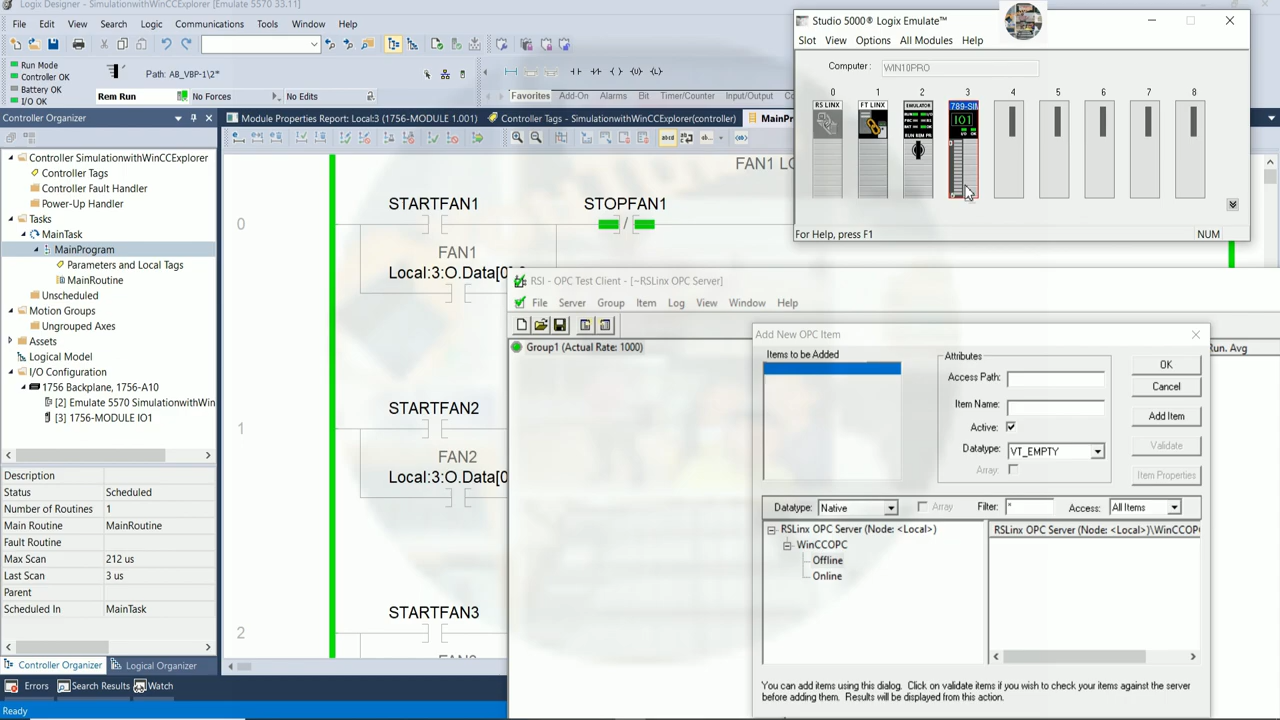 Logix Designer - SimulationwithWinCCExplorer [Emulate 5570 33.11]
File Edit View Search Logic Communications Tools Window Help
Run Mode
Controller OK
Battery OK
I/O OK
Path: AB_VBP-1\2*
Rem Run
No Forces
No Edits
Favorites Add-On Alarms Bit Timer/Counter Input/Output
Controller Organizer
Module Properties Report: Local:3 (1756-MODULE 1.001)
Controller Tags - SimulationwithWinCCExplorer(controller)
MainPr
Controller SimulationwithWinCCExplorer
Controller Tags
Controller Fault Handler
Power-Up Handler
Tasks
MainTask
MainProgram
Parameters and Local Tags
MainRoutine
Unscheduled
Motion Groups
Ungrouped Axes
Assets
Logical Model
I/O Configuration
1756 Backplane, 1756-A10
[2] Emulate 5570 SimulationwithWin
[3] 1756-MODULE IO1
Description
Status Scheduled
Number of Routines 1
Main Routine MainRoutine
Fault Routine
Max Scan 212 us
Last Scan 3 us
Parent
Scheduled In MainTask
Controller Organizer
Logical Organizer
Errors
Search Results
Watch
Ready
FAN1 LO
0
STARTFAN1
STOPFAN1
FAN1
Local:3:O.Data[0].0
STARTFAN2
1
FAN2
Local:3:O.Data[0
STARTFAN3
2
Studio 5000® Logix Emulate™
Slot View Options All Modules Help
Computer: WIN10PRO
0 1 2 3 4 5 6 7 8
RS LINX
FT LINX
EMULATOR
789-SIM
IO1
For Help, press F1
NUM
RSI - OPC Test Client - [~RSLinx OPC Server]
File Server Group Item Log View Window Help
Group1 (Actual Rate: 1000)
Run. Avg
Add New OPC Item
Items to be Added
Attributes
Access Path:
Item Name:
Active:
Datatype: VT_EMPTY
Array:
OK
Cancel
Add Item
Validate
Item Properties
Datatype: Native
Array
Filter: *
Access: All Items
RSLinx OPC Server (Node: <Local>)
WinCCOPC
Offline
Online
RSLinx OPC Server (Node: <Local>)\WinCCOP
You can add items using this dialog. Click on validate items if you wish to check your items against the server
before adding them. Results will be displayed from this action.